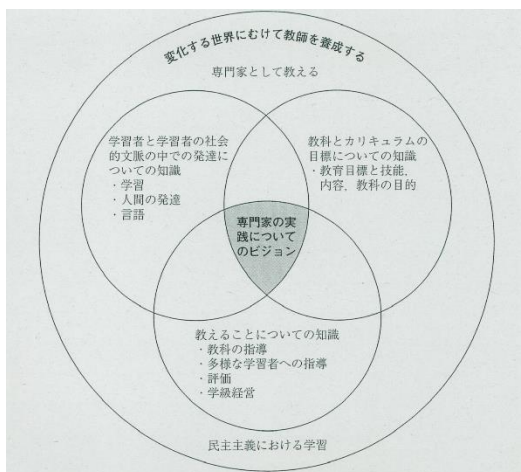 変化する世界にむけて教師を養成する
専門家として教える
学習者と学習者の社会
的文脈の中での発達に
ついての知識
・学習
・人間の発達
・言語
教科とカリキュラムの
目標についての知識
・教育目標と技能，
内容，教科の目的
専門家の実
践について
のビジョン
教えることについての知識
・教科の指導
・多様な学習者への指導
・評価
・学級経営
民主主義における学習